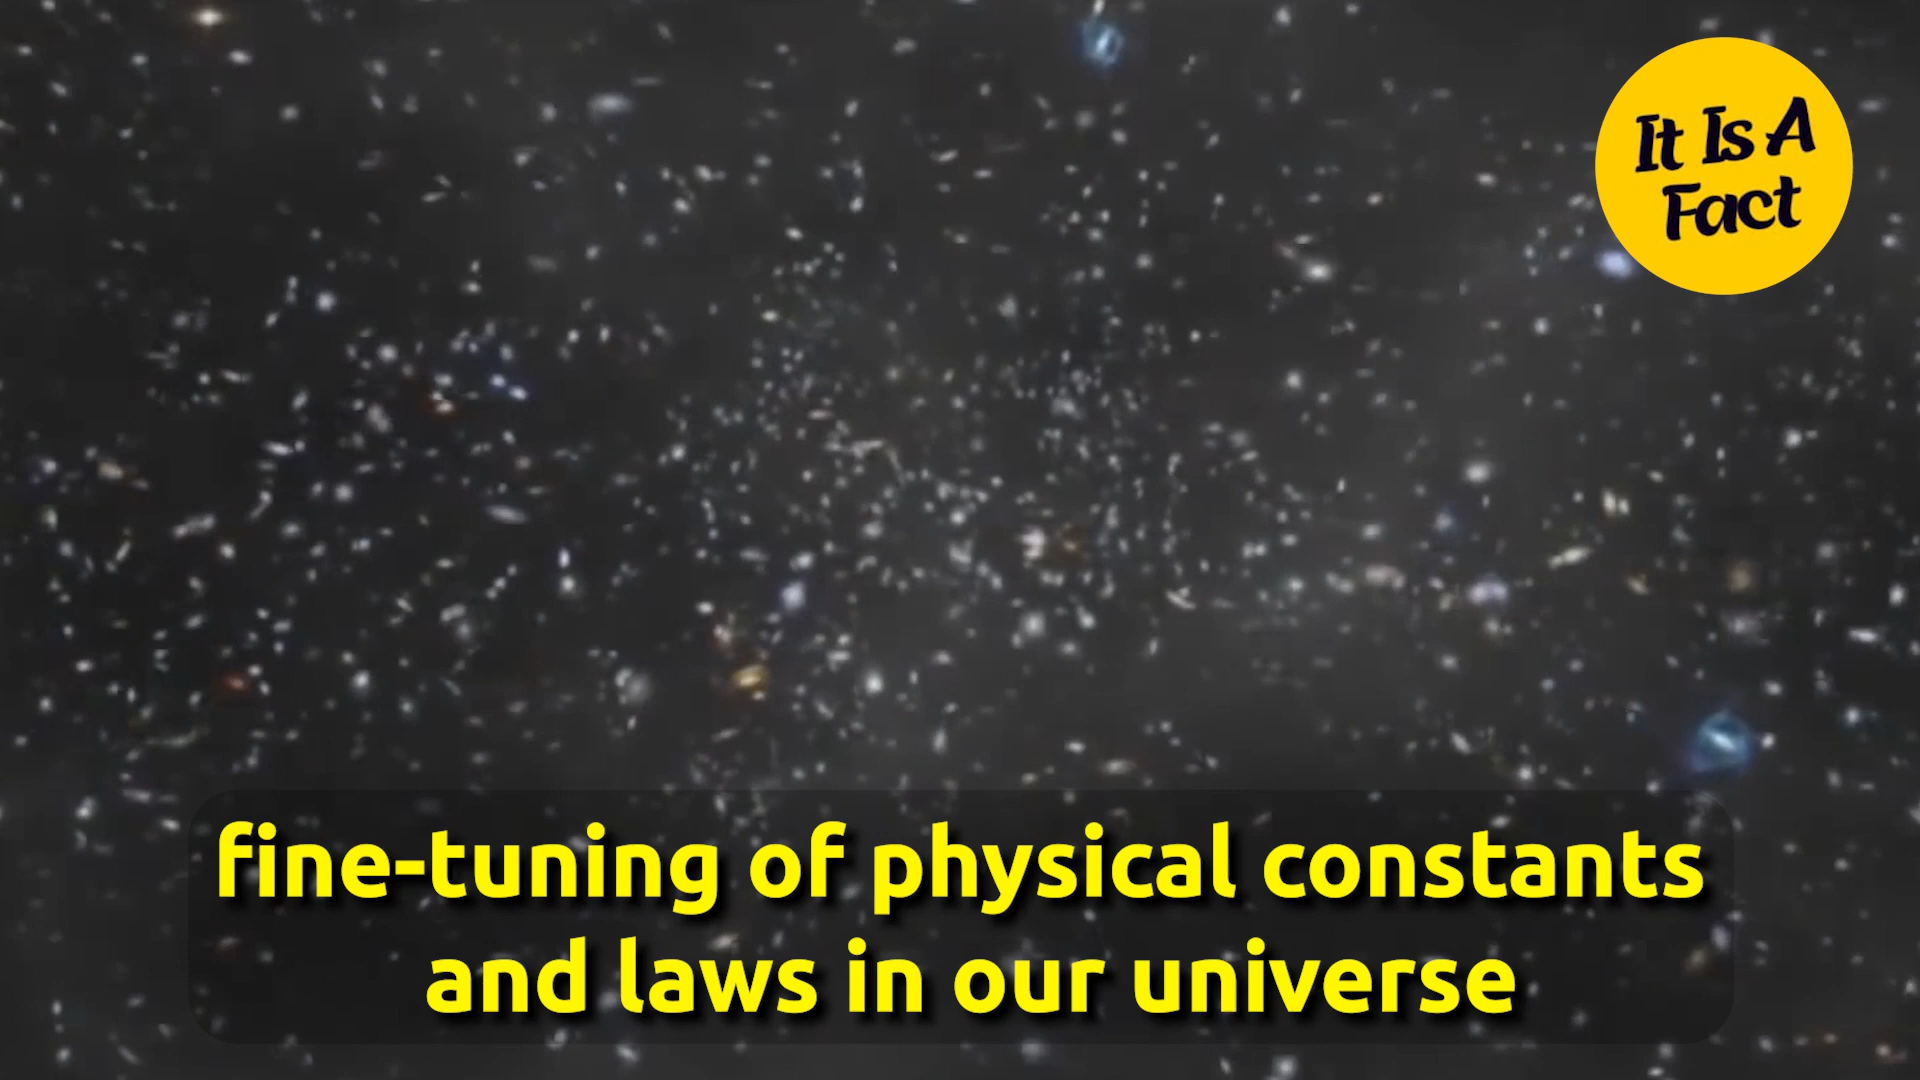 It Is A
Fact
fine-tuning of physical constants
and laws in our universe